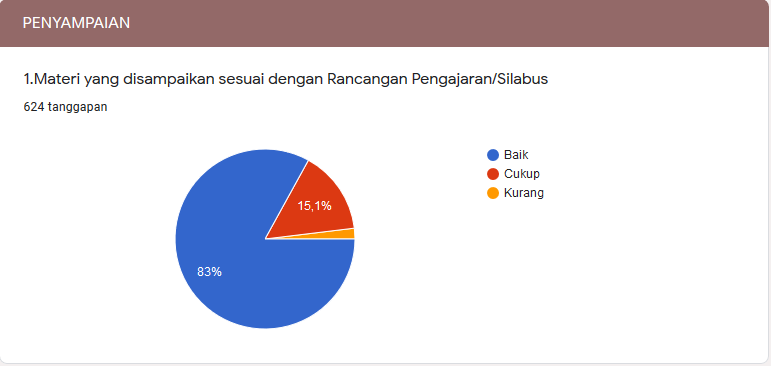 PENYAMPAIAN
1.Materi yang disampaikan sesuai dengan Rancangan Pengajaran/Silabus
624 tanggapan
Baik
Cukup
Kurang
15,1%
83%